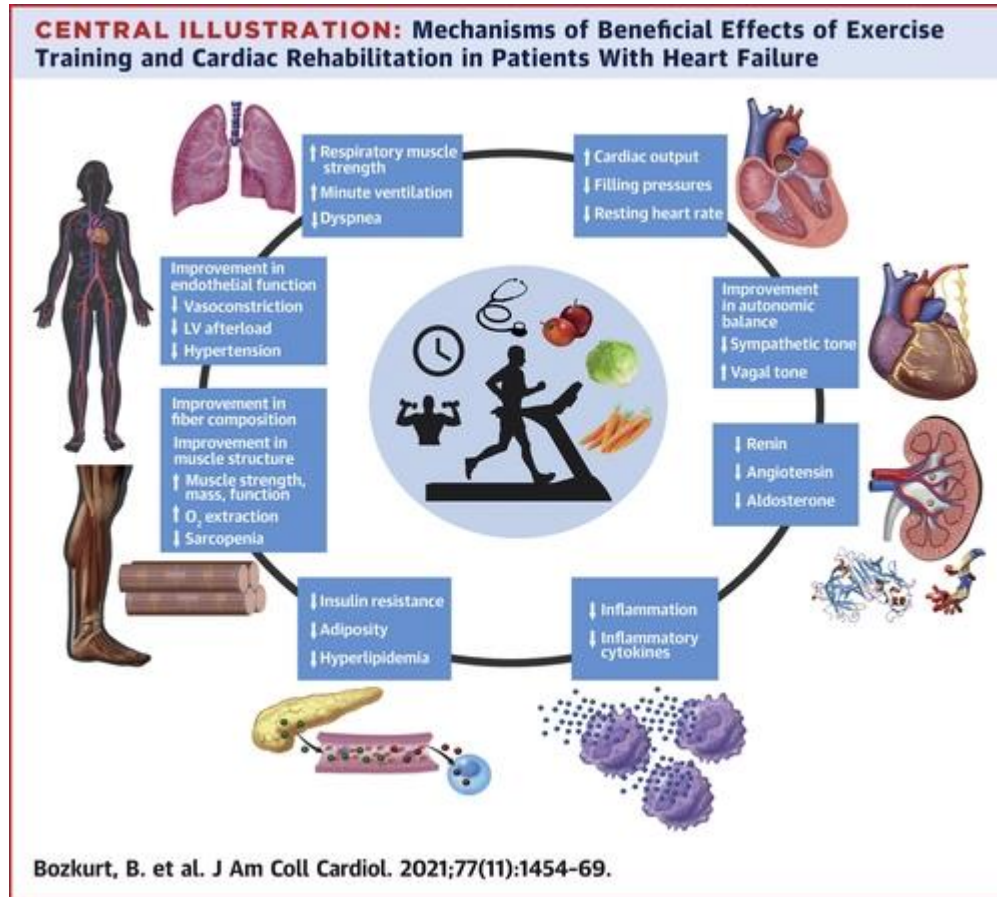 CENTRAL ILLUSTRATION: Mechanisms of Beneficial Effects of Exercise
Training and Cardiac Rehabilitation in Patients With Heart Failure
↑ Respiratory muscle
strength
↑ Minute ventilation
↓ Dyspnea
↑ Cardiac output
↓ Filling pressures
↓ Resting heart rate
Improvement in
endothelial function
↓ Vasoconstriction
↓ LV afterload
↓ Hypertension
Improvement
in autonomic
balance
↓ Sympathetic tone
↑ Vagal tone
Improvement in
fiber composition
Improvement in
muscle structure
↑ Muscle strength,
mass, function
↑ O₂ extraction
↓ Sarcopenia
↓ Renin
↓ Angiotensin
↓ Aldosterone
↓ Insulin resistance
↓ Adiposity
↓ Hyperlipidemia
↓ Inflammation
↓ Inflammatory
cytokines
Bozkurt, B. et al. J Am Coll Cardiol. 2021;77(11):1454-69.